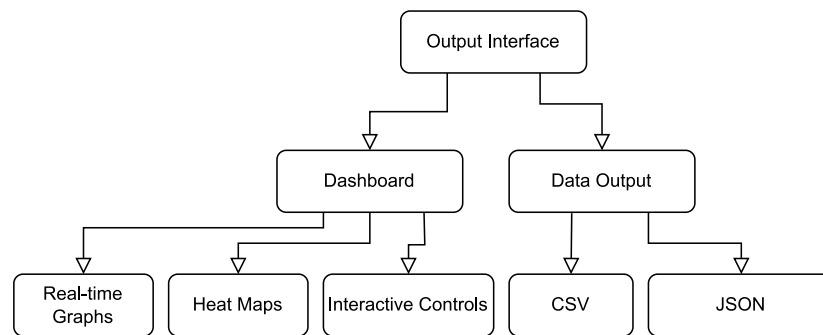 Output Interface
Dashboard
Data Output
Real-time
Graphs
Heat Maps
Interactive Controls
CSV
JSON